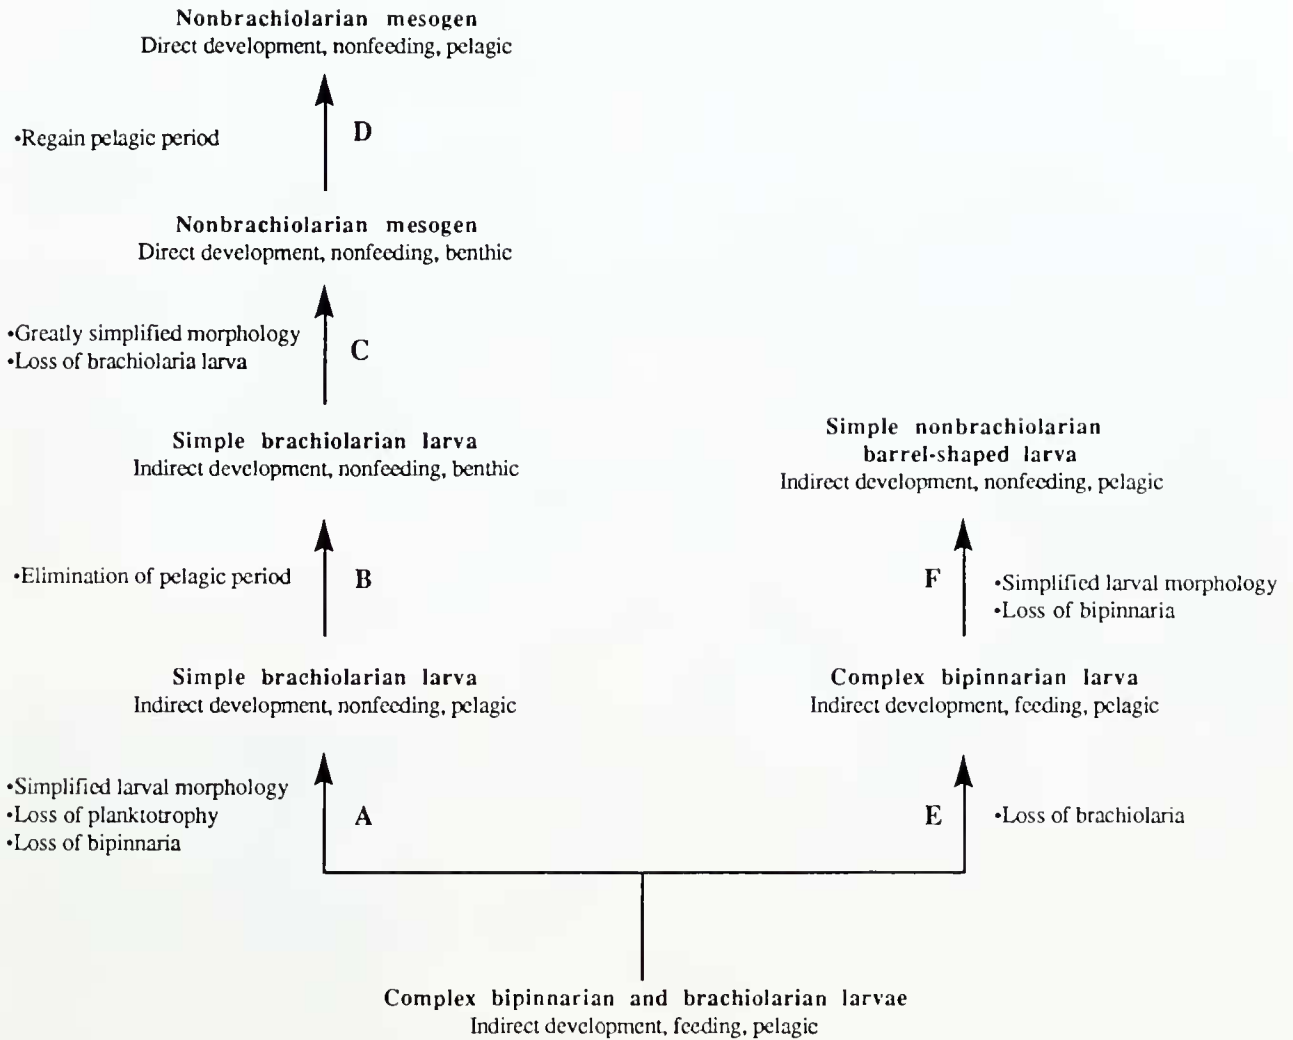 Nonbrachiolarian mesogen
Direct development, nonfeeding, pelagic
•Regain pelagic period
D
Nonbrachiolarian mesogen
Direct development, nonfeeding, benthic
•Greatly simplified morphology
•Loss of brachiolaria larva
C
Simple brachiolarian larva
Indirect development, nonfeeding, benthic
Simple nonbrachiolarian
barrel-shaped larva
Indirect development, nonfeeding, pelagic
•Elimination of pelagic period
B
F
•Simplified larval morphology
•Loss of bipinnaria
Simple brachiolarian larva
Indirect development, nonfeeding, pelagic
Complex bipinnarian larva
Indirect development, feeding, pelagic
•Simplified larval morphology
•Loss of planktotrophy
•Loss of bipinnaria
A
E
•Loss of brachiolaria
Complex bipinnarian and brachiolarian larvae
Indirect development, feeding, pelagic